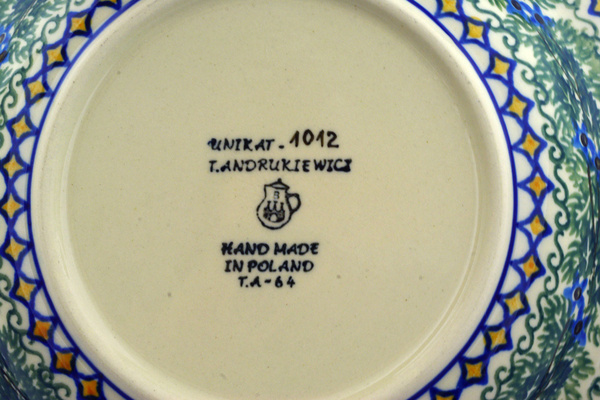 UNIKAT - 1012
T. ANDRUKIEWICZ
B
HAND MADE
IN POLAND
T.A-64